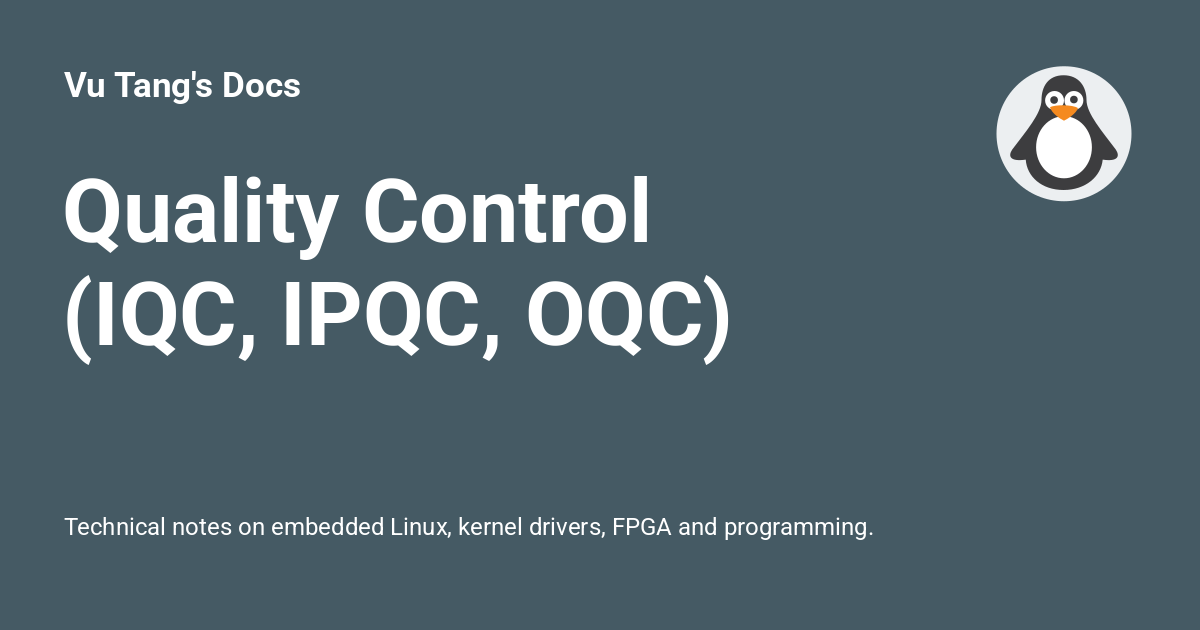 Vu Tang's Docs
Quality Control
(IQC, IPQC, OQC)
Technical notes on embedded Linux, kernel drivers, FPGA and programming.